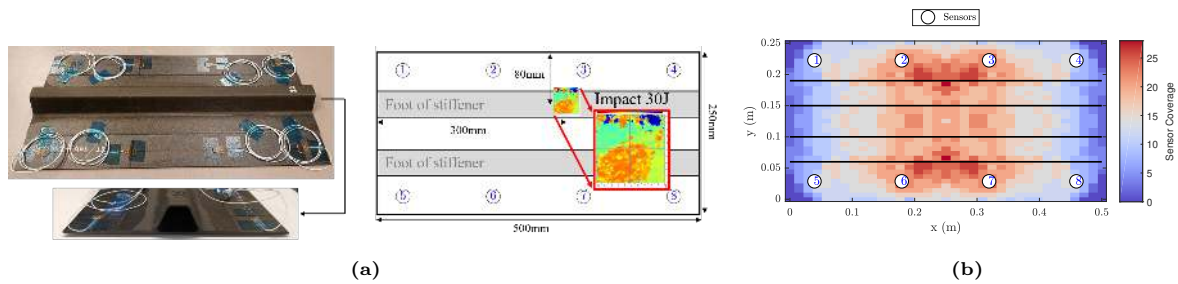 Sensors
1 2 3 4
80mm
Impact 30J
Foot of stiffener
300mm
250mm
Foot of stiffener
5 6 7 8
500mm
(a)
0.25
0.2
0.15
0.1
0.05
0
y (m)
1 2 3 4
5 6 7 8
0 0.1 0.2 0.3 0.4 0.5
x (m)
25
20
15
10
5
0
Sensor Coverage
(b)